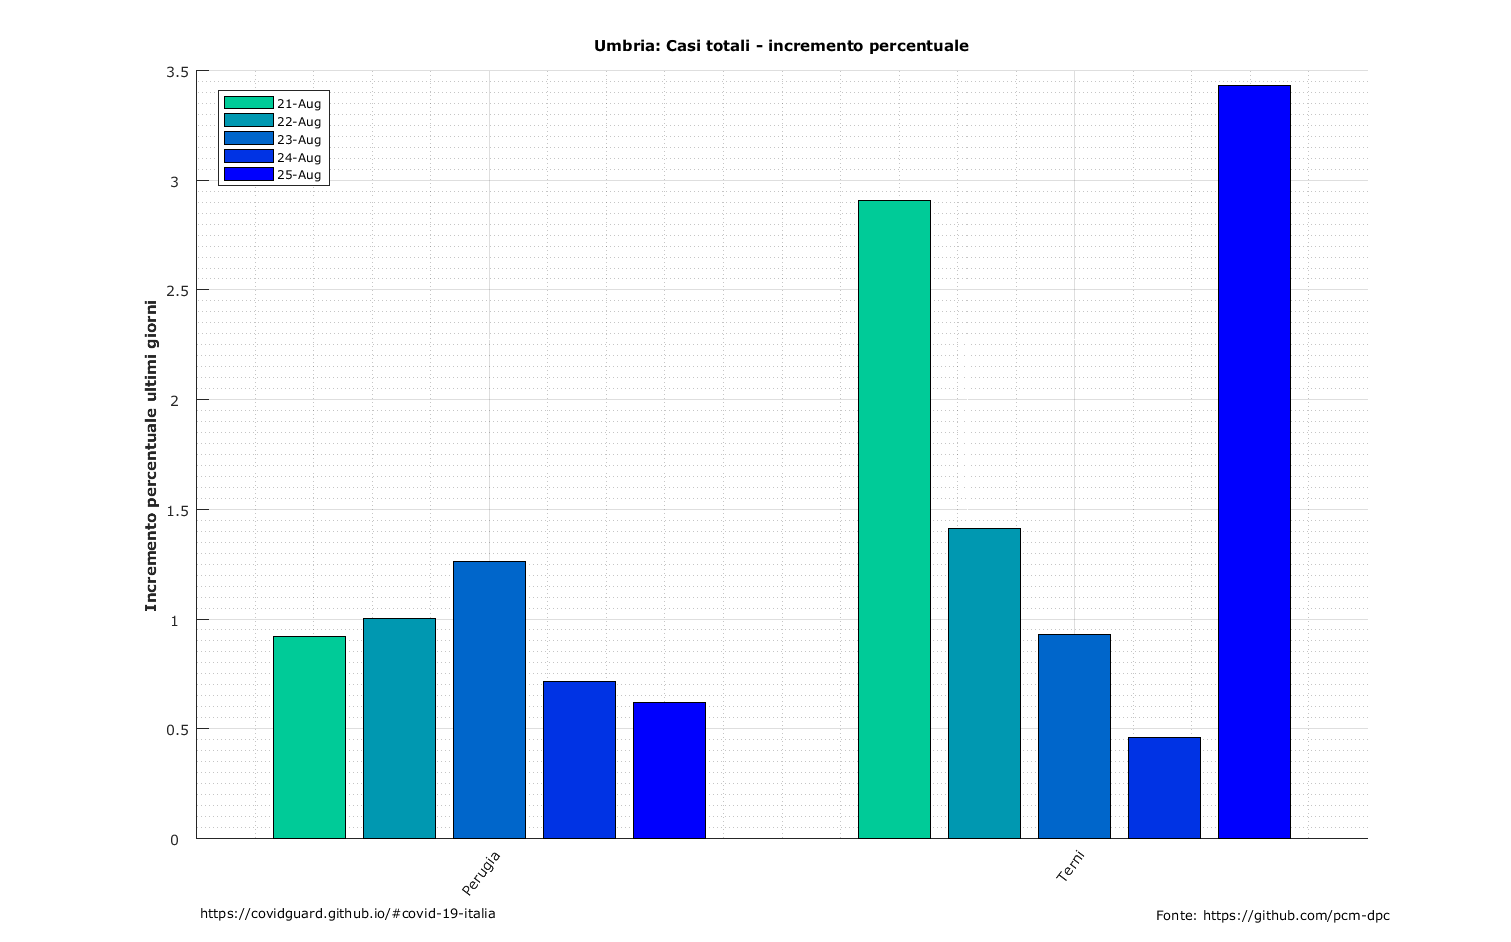 Umbria: Casi totali - incremento percentuale
3.5
3
2.5
2
1.5
1
0.5
0
Incremento percentuale ultimi giorni
21-Aug
22-Aug
23-Aug
24-Aug
25-Aug
Perugia
Terni
https://covidguard.github.io/#covid-19-italia
Fonte: https://github.com/pcm-dpc